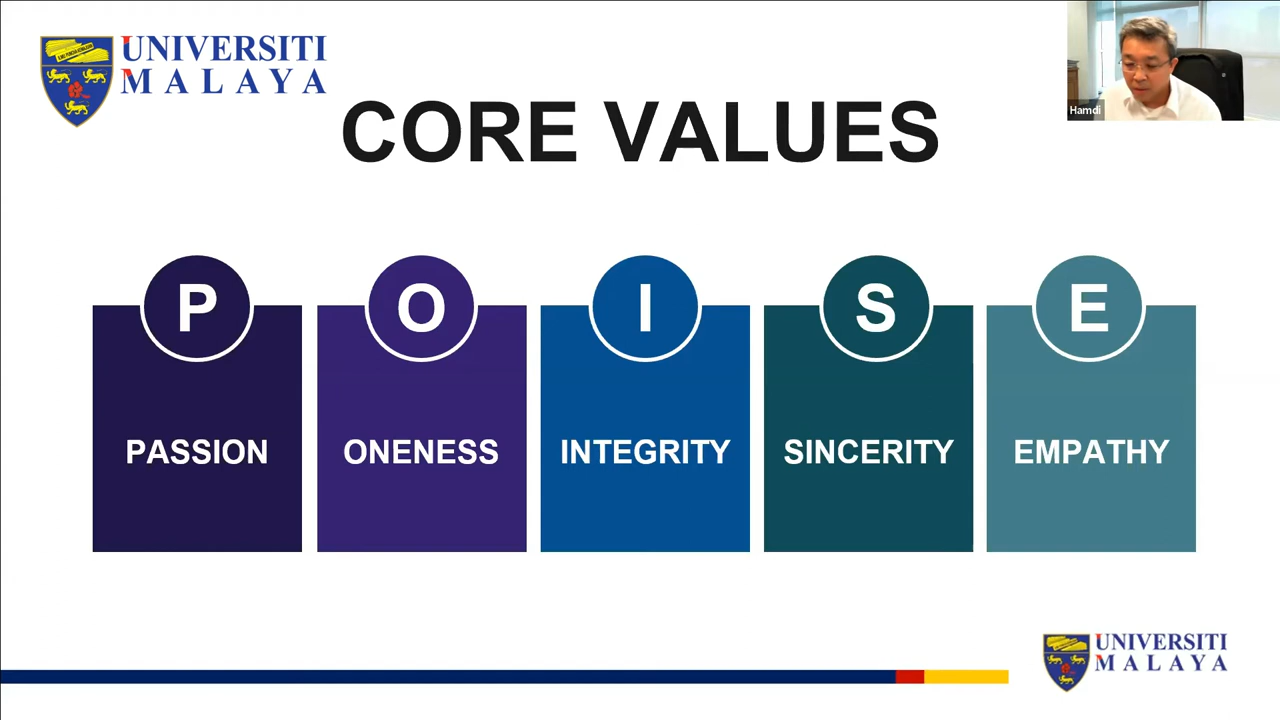 UNIVERSITI
MALAYA
Hamdi
CORE VALUES
P
O
I
S
E
PASSION
ONENESS
INTEGRITY
SINCERITY
EMPATHY
UNIVERSITI
MALAYA